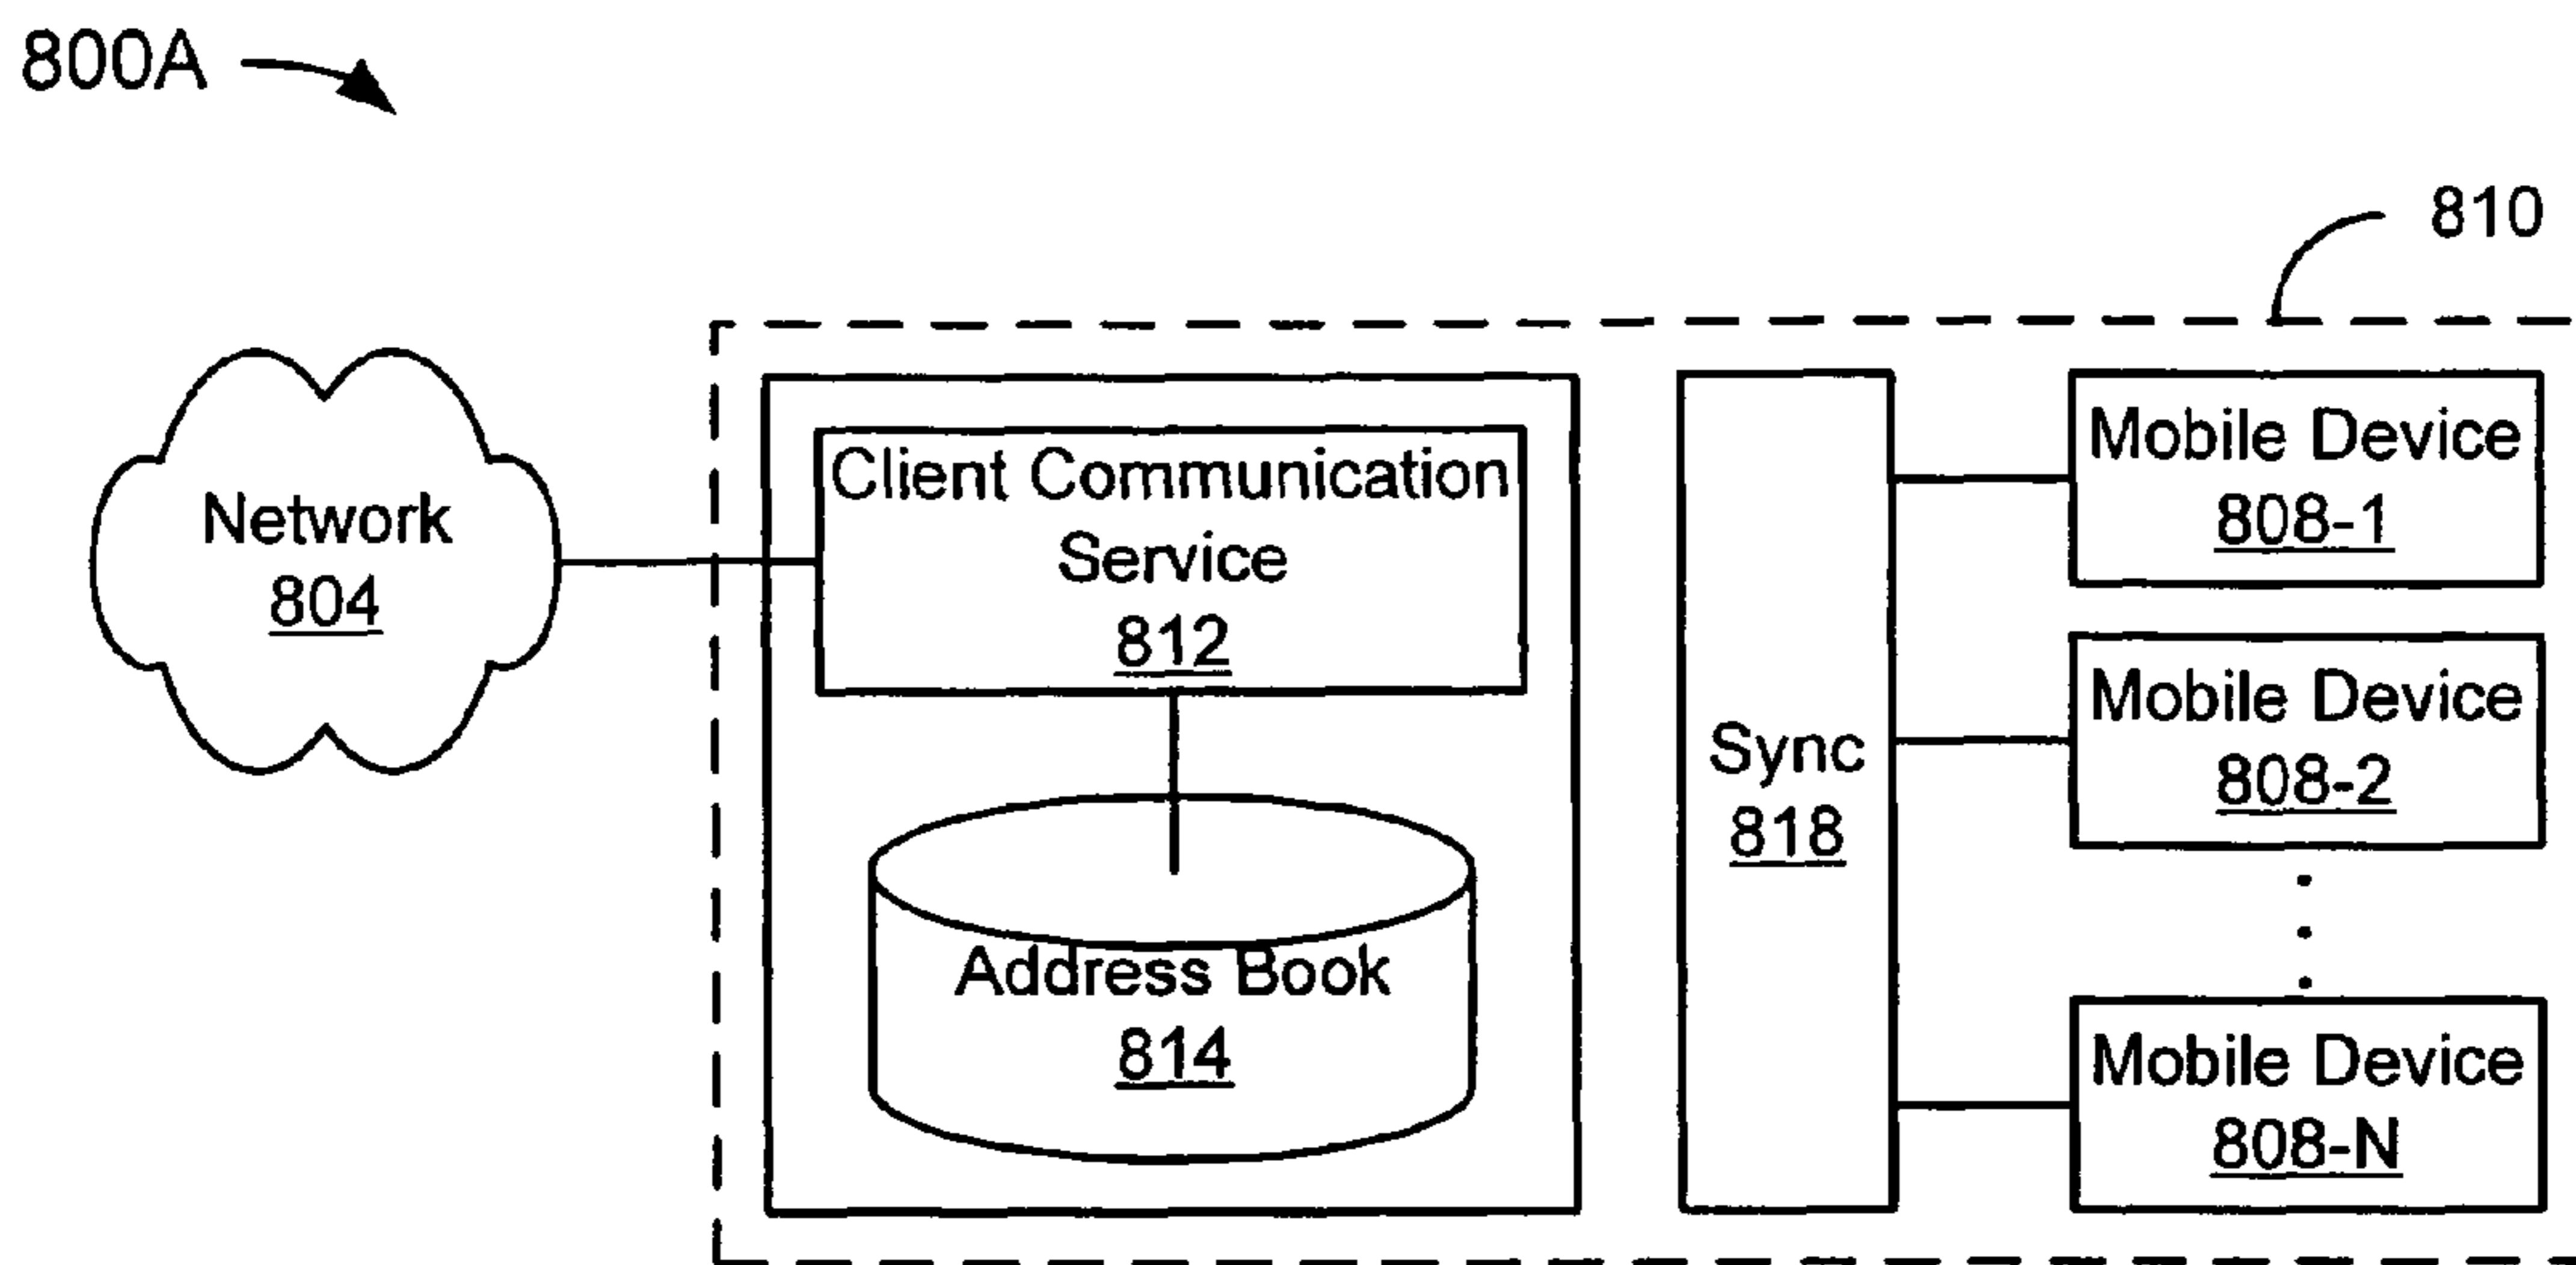 800A
810
Network
804
Client Communication
Service
812
Address Book
814
Sync
818
Mobile Device
808-1
Mobile Device
808-2
Mobile Device
808-N